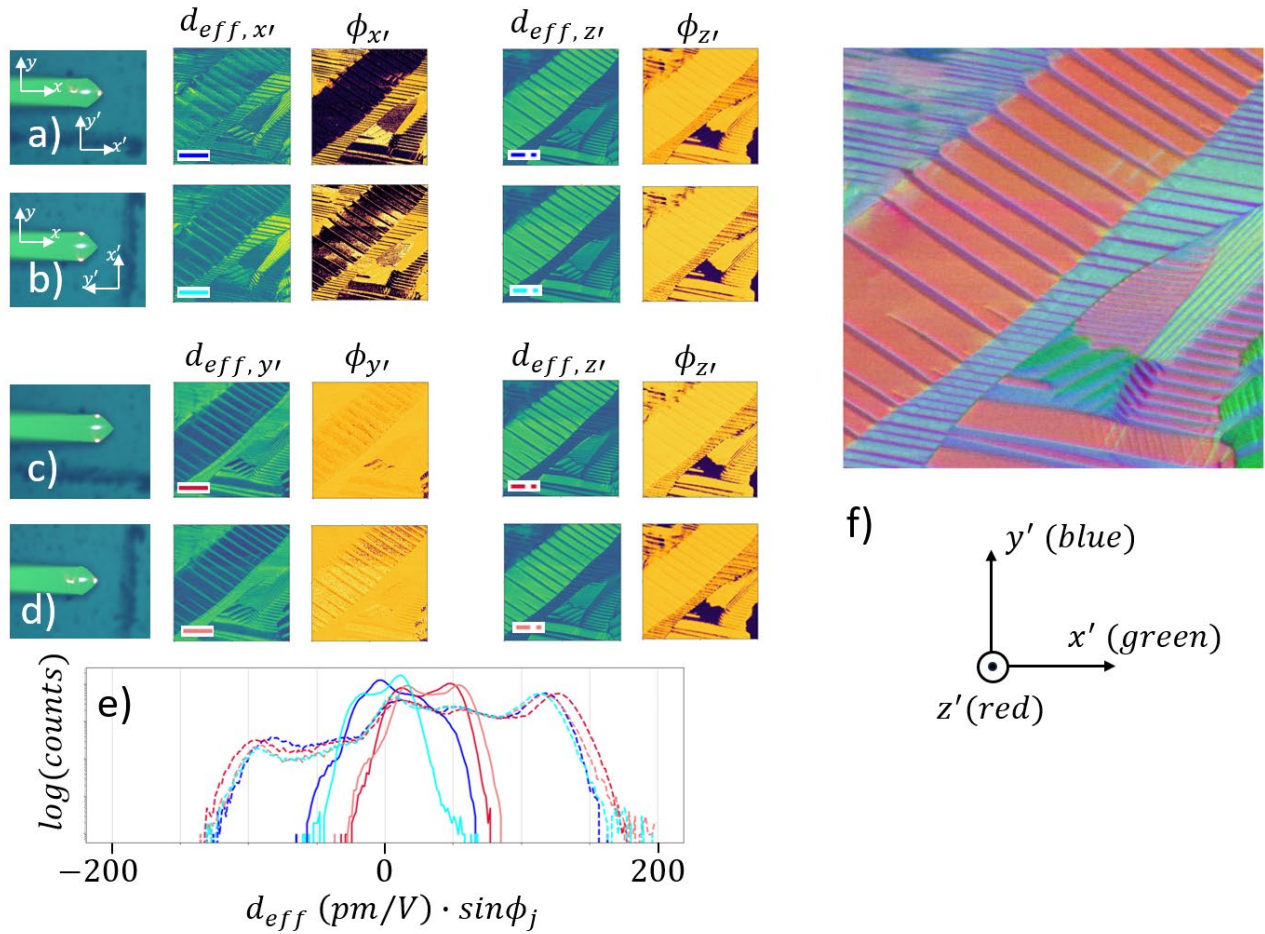 d_{eff, x'} ϕ_{x'} d_{eff, z'} ϕ_{z'}
y
x
a)
y'
x'
y
x
b)
x'
y'
d_{eff, y'} ϕ_{y'} d_{eff, z'} ϕ_{z'}
c)
d)
e)
log(counts)
−200 0 200
d_{eff} (pm/V) · sinϕ_j
f)
y' (blue)
x' (green)
z'(red)